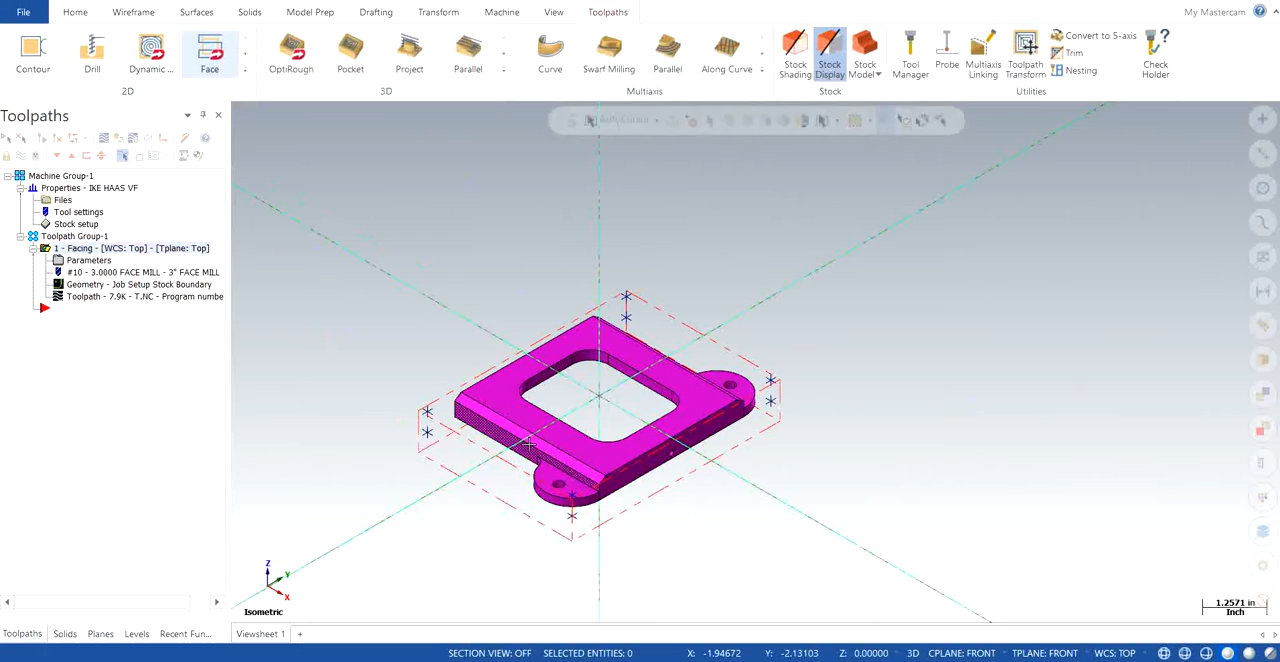 File Home Wireframe Surfaces Solids Model Prep Drafting Transform Machine View Toolpaths My Mastercam
Contour Drill Dynamic ... Face OptiRough Pocket Project Parallel Curve Swarf Milling Parallel Along Curve Stock Shading Stock Display Stock Model Tool Manager Probe Multiaxis Linking Toolpath Transform Convert to 5-axis Trim Nesting Check Holder
2D 3D Multiaxis Stock Utilities
Toolpaths
Machine Group-1
Properties - IKE HAAS VF
Files
Tool settings
Stock setup
Toolpath Group-1
1 - Facing - [WCS: Top] - [Tplane: Top]
Parameters
#10 - 3.0000 FACE MILL - 3" FACE MILL
Geometry - Job Setup Stock Boundary
Toolpath - 7.9K - T.NC - Program numbe
Z
Y
X
Isometric
1.2571 in
Inch
Toolpaths Solids Planes Levels Recent Fun... Viewsheet 1 +
SECTION VIEW: OFF SELECTED ENTITIES: 0 X: -1.94672 Y: -2.13103 Z: 0.00000 3D CPLANE: FRONT TPLANE: FRONT WCS: TOP